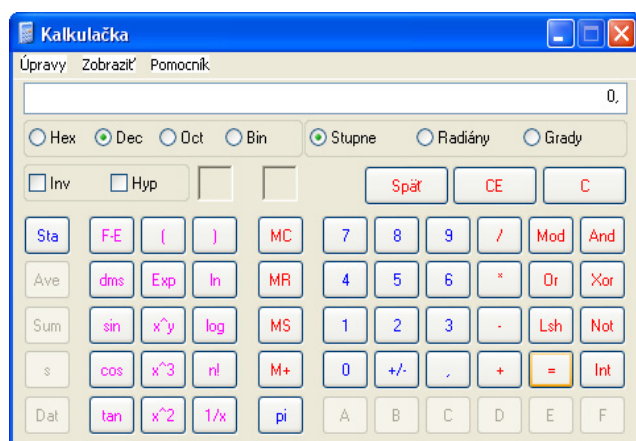 Kalkulačka
Úpravy Zobraziť Pomocník
0,
Hex Dec Oct Bin Stupne Radiány Grady
Inv Hyp Späť CE C
Sta F-E ( ) MC 7 8 9 / Mod And
Ave dms Exp ln MR 4 5 6 * Or Xor
Sum sin x^y log MS 1 2 3 - Lsh Not
s cos x^3 n! M+ 0 +/- , + = Int
Dat tan x^2 1/x pi A B C D E F